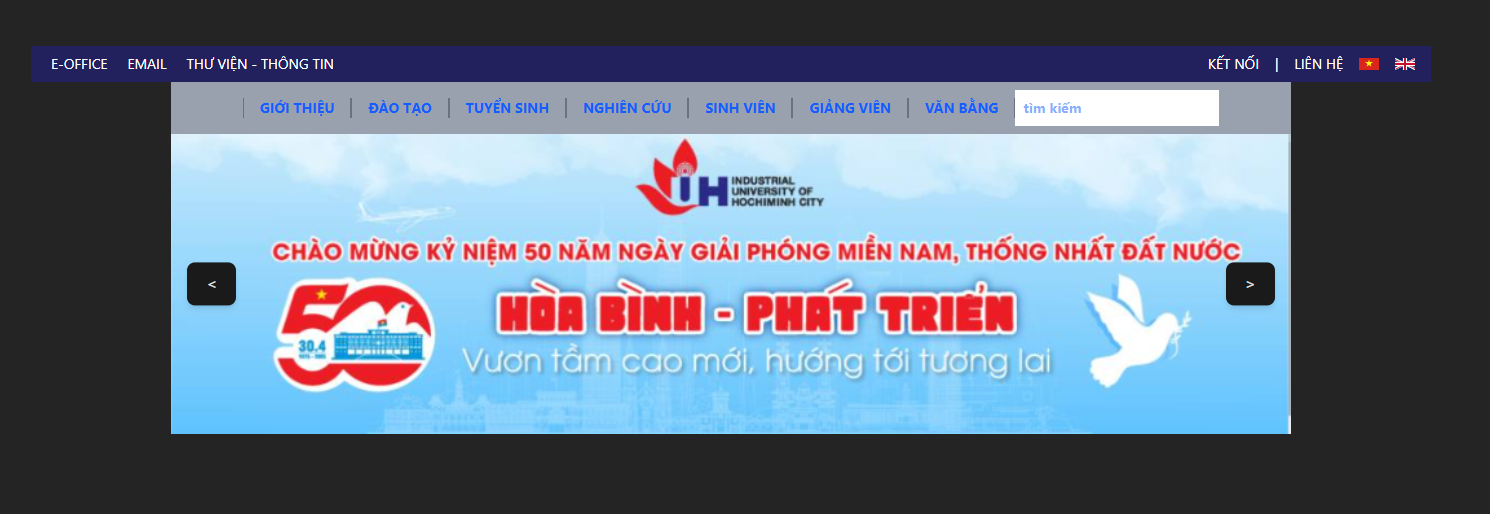 E-OFFICE EMAIL THƯ VIỆN - THÔNG TIN KẾT NỐI | LIÊN HỆ
GIỚI THIỆU ĐÀO TẠO TUYỂN SINH NGHIÊN CỨU SINH VIÊN GIẢNG VIÊN VĂN BẰNG tìm kiếm
IUH INDUSTRIAL
UNIVERSITY OF
HOCHIMINH CITY
CHÀO MỪNG KỶ NIỆM 50 NĂM NGÀY GIẢI PHÓNG MIỀN NAM, THỐNG NHẤT ĐẤT NƯỚC
< >
50
HÒA BÌNH - PHÁT TRIỂN
30.4
Vươn tầm cao mới, hướng tới tương lai